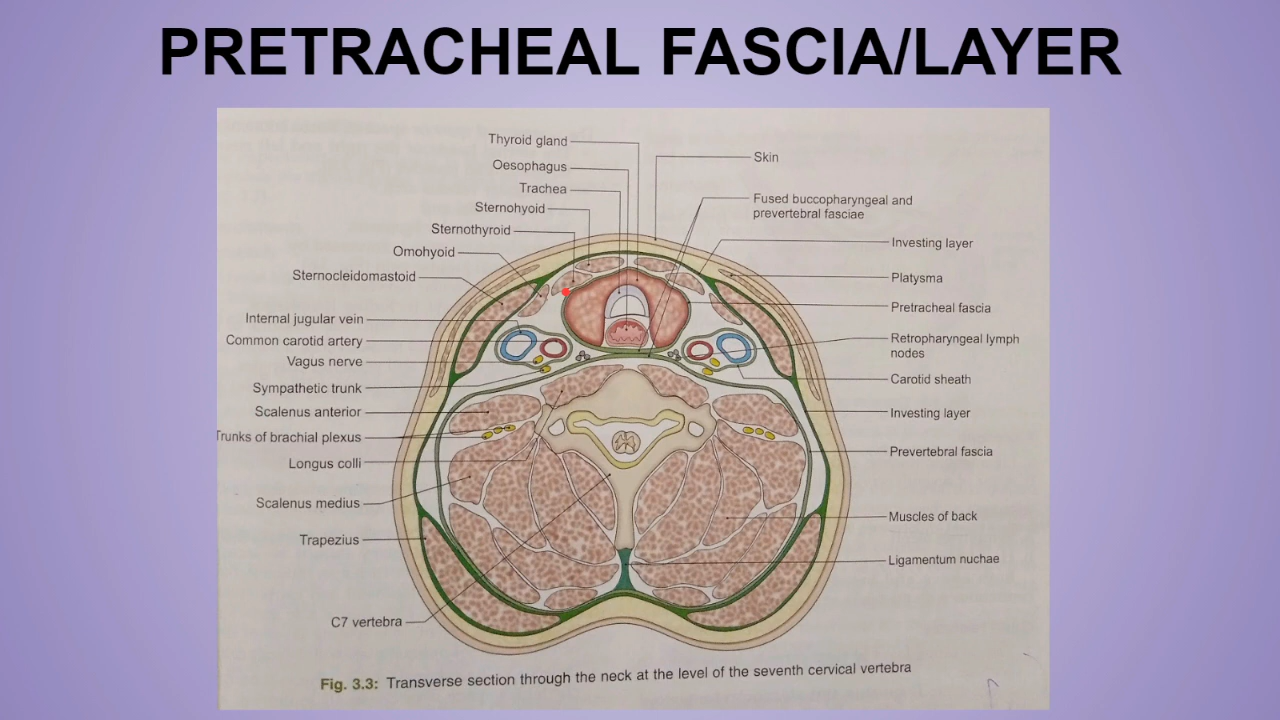 PRETRACHEAL FASCIA/LAYER
Thyroid gland
Oesophagus
Trachea
Sternohyoid
Sternothyroid
Omohyoid
Sternocleidomastoid
Internal jugular vein
Common carotid artery
Vagus nerve
Sympathetic trunk
Scalenus anterior
Trunks of brachial plexus
Longus colli
Scalenus medius
Trapezius
C7 vertebra
Skin
Fused buccopharyngeal and
prevertebral fasciae
Investing layer
Platysma
Pretracheal fascia
Retropharyngeal lymph
nodes
Carotid sheath
Investing layer
Prevertebral fascia
Muscles of back
Ligamentum nuchae
Fig. 3.3: Transverse section through the neck at the level of the seventh cervical vertebra